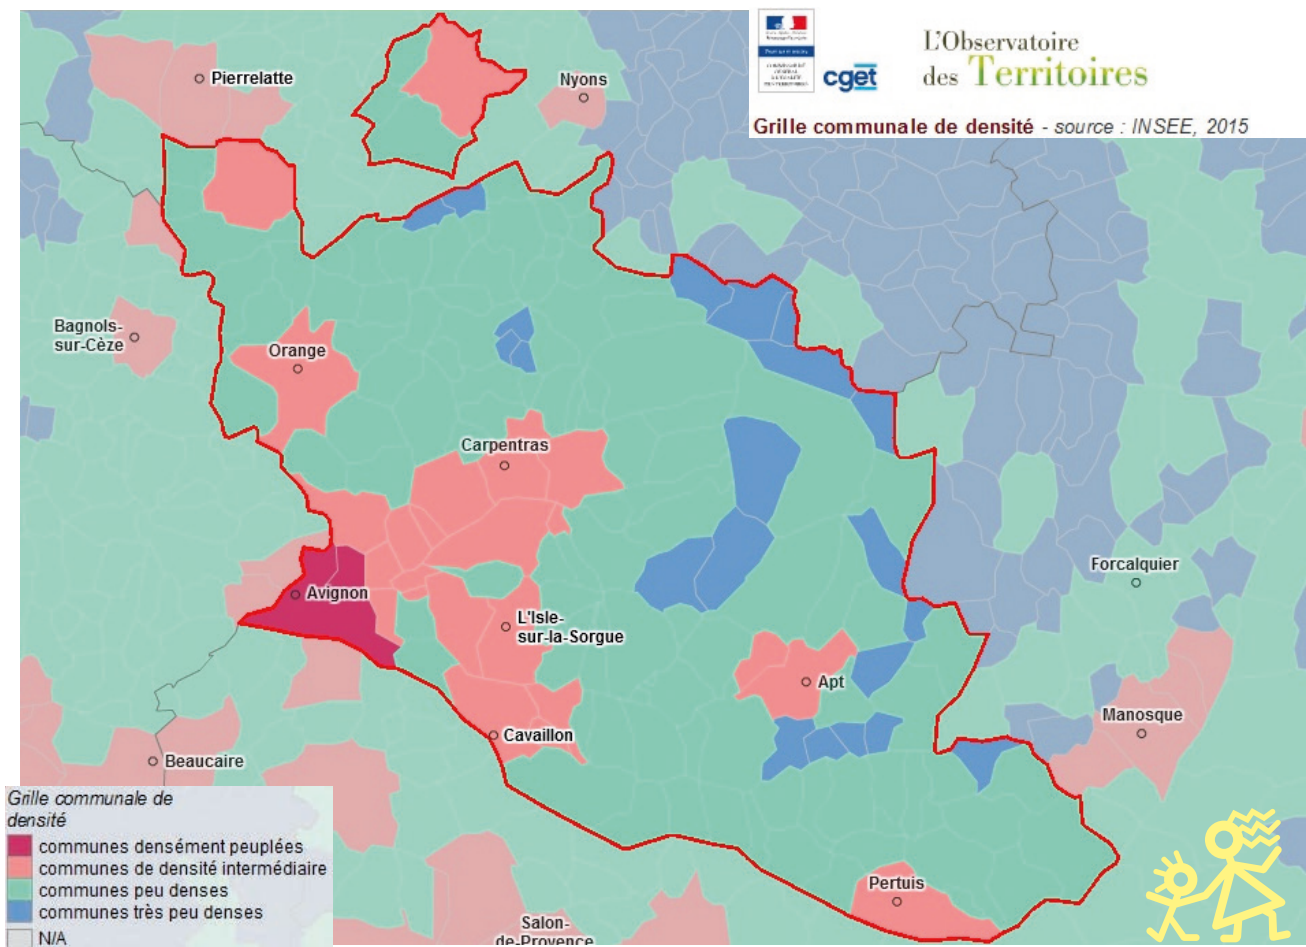 L'Observatoire
des Territoires
cget
Grille communale de densité - source : INSEE, 2015
Pierrelatte
Nyons
Bagnols-
sur-Cèze
Orange
Carpentras
Forcalquier
Avignon
L'Isle-
sur-la-Sorgue
Apt
Manosque
Cavaillon
Beaucaire
Pertuis
Salon-
de-Provence
Grille communale de
densité
communes densément peuplées
communes de densité intermédiaire
communes peu denses
communes très peu denses
N/A